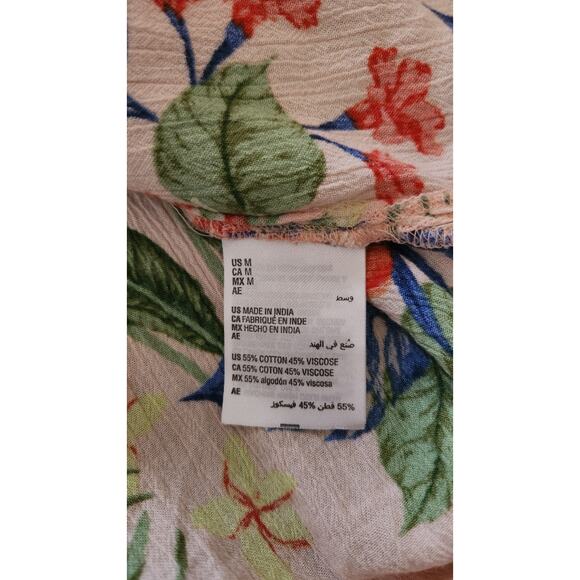 US M
CA M
MX M
AE
وسط
US MADE IN INDIA
CA FABRIQUÉ EN INDE
MX HECHO EN INDIA
AE
صُنع في الهند
US 55% COTTON 45% VISCOSE
CA 55% COTON 45% VISCOSE
MX 55% algodón 45% viscosa
AE
55% قطن 45% فيسكوز